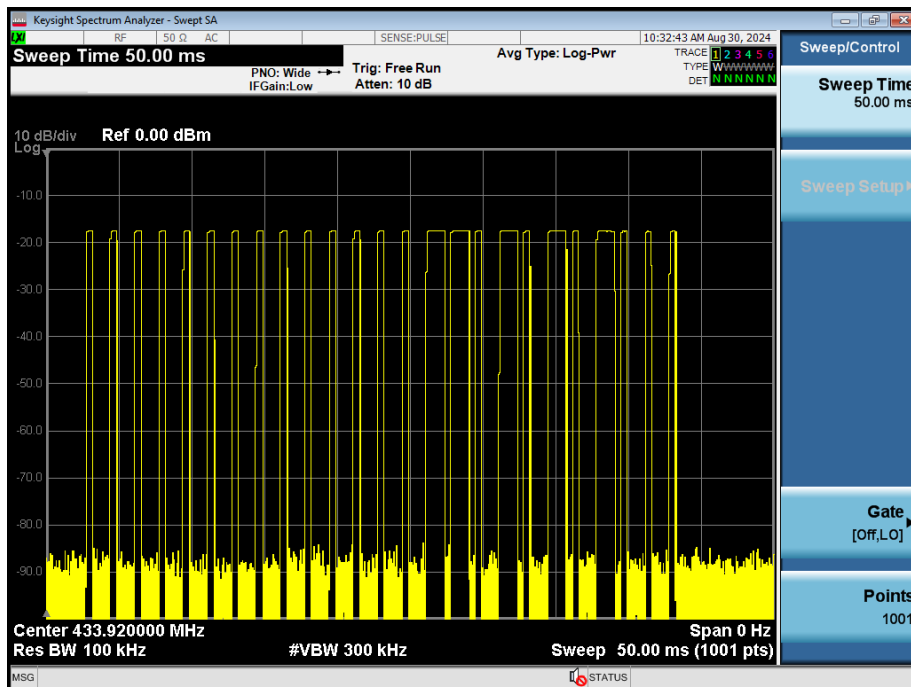 Keysight Spectrum Analyzer - Swept SA
LXI RF 50 Ω AC SENSE:PULSE 10:32:43 AM Aug 30, 2024
Sweep Time 50.00 ms
Avg Type: Log-Pwr
TRACE 1 2 3 4 5 6
PNO: Wide
Trig: Free Run
TYPE WWWWWW
IFGain:Low
Atten: 10 dB
DET N N N N N N
10 dB/div Ref 0.00 dBm
Log
-10.0
-20.0
-30.0
-40.0
-50.0
-60.0
-70.0
-80.0
-90.0
Center 433.920000 MHz Span 0 Hz
Res BW 100 kHz #VBW 300 kHz Sweep 50.00 ms (1001 pts)
MSG STATUS
Sweep/Control
Sweep Time
50.00 ms
Sweep Setup
Gate
[Off,LO]
Points
1001